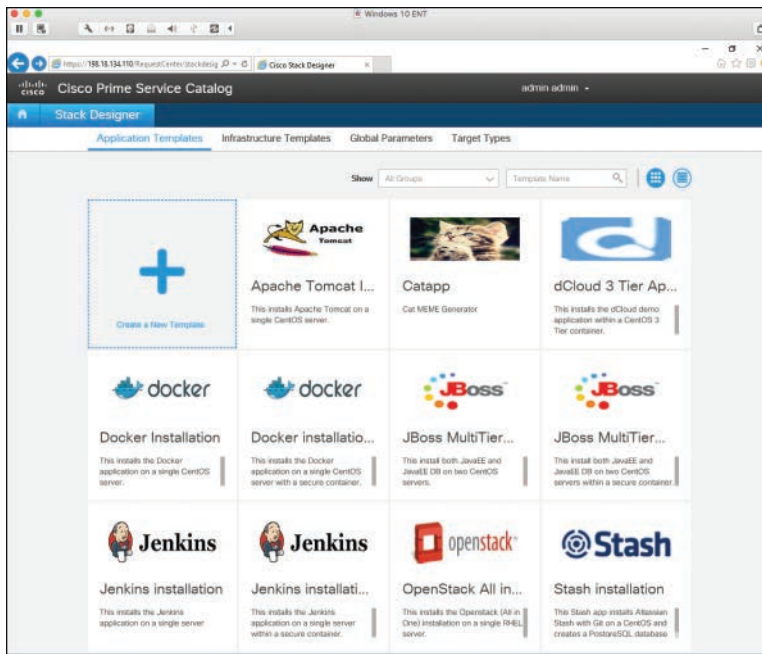 Windows 10 ENT
https://198.18.134.110/RequestCenter/stackdesig
Cisco Stack Designer
CISCO
Cisco Prime Service Catalog
admin admin
Stack Designer
Application Templates
Infrastructure Templates
Global Parameters
Target Types
Show
All Groups
Template Name
Create a New Template
Apache
Tomcat
Apache Tomcat I...
This installs Apache Tomcat on a
single CentOS server.
Catapp
Cat MEME Generator
dCloud 3 Tier Ap...
This installs the dCloud demo
application within a CentOS 3
Tier container.
docker
Docker Installation
This installs the Docker
application on a single CentOS
server.
docker
Docker installatio...
This installs the Docker
application on a single CentOS
server with a secure container.
JBoss
JBoss MultiTier...
This install both JavaEE and
JavaEE DB on two CentOS
servers.
JBoss
JBoss MultiTier...
This install both JavaEE and
JavaEE DB on two CentOS
servers within a secure container.
Jenkins
Jenkins installation
This installs the Jenkins
application on a single server
Jenkins
Jenkins installati...
This installs the Jenkins
application on a single server
within a secure container.
openstack
OpenStack All in...
This installs the Openstack (All in
One) installation on a single RHEL
server.
Stash
Stash installation
This Stash app installs Atlassian
Stash with Git on a CentOS and
creates a PostgreSQL database